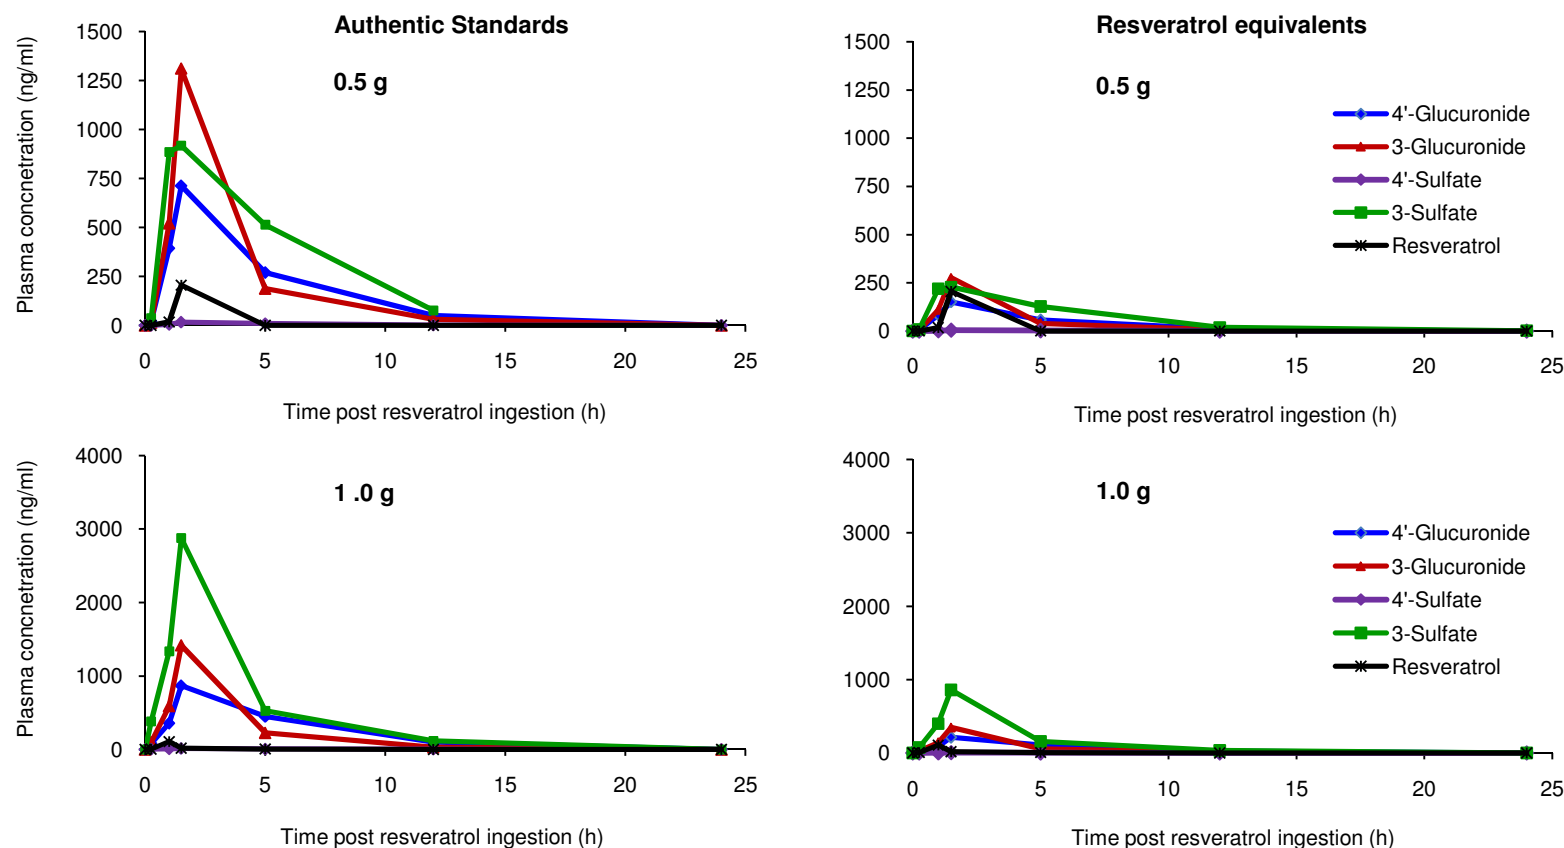 Authentic Standards
0.5 g
Plasma concnetration (ng/ml)
1500
1250
1000
750
500
250
0
0 5 10 15 20 25
Time post resveratrol ingestion (h)
Resveratrol equivalents
0.5 g
1500
1250
1000
750
500
250
0
0 5 10 15 20 25
Time post resveratrol ingestion (h)
4'-Glucuronide
3-Glucuronide
4'-Sulfate
3-Sulfate
Resveratrol
1 .0 g
Plasma concnetration (ng/ml)
4000
3000
2000
1000
0
0 5 10 15 20 25
Time post resveratrol ingestion (h)
1.0 g
4000
3000
2000
1000
0
0 5 10 15 20 25
Time post resveratrol ingestion (h)
4'-Glucuronide
3-Glucuronide
4'-Sulfate
3-Sulfate
Resveratrol